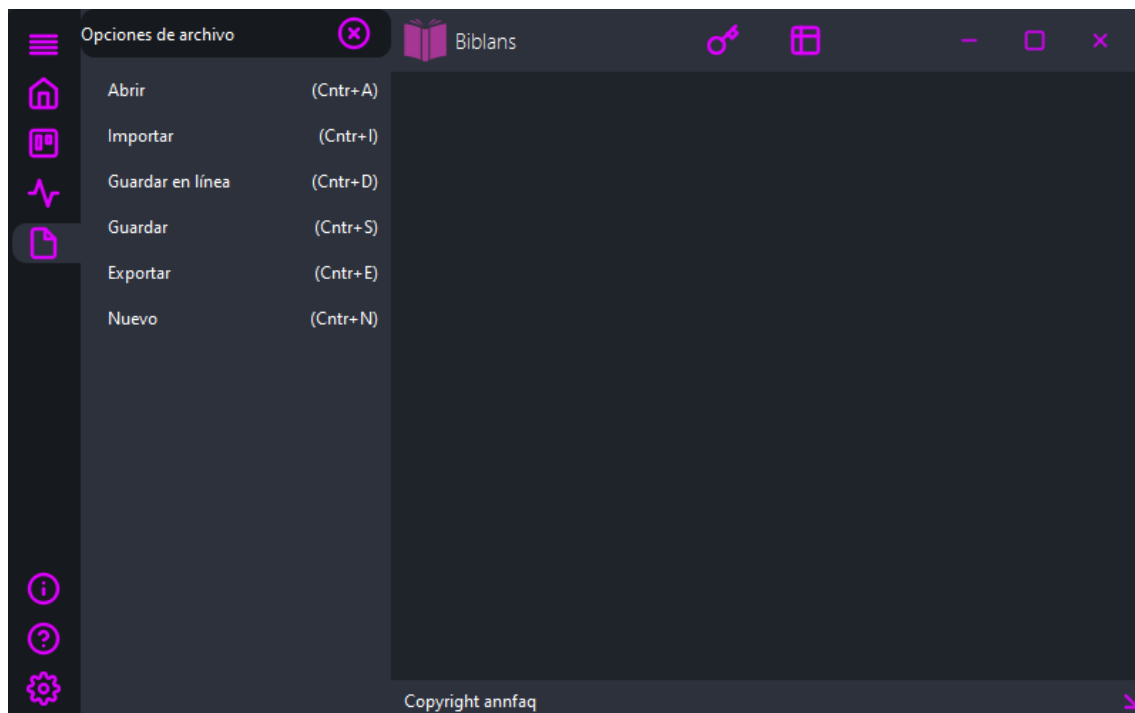 Opciones de archivo
Biblans
Abrir (Cntr+A)
Importar (Cntr+I)
Guardar en línea (Cntr+D)
Guardar (Cntr+S)
Exportar (Cntr+E)
Nuevo (Cntr+N)
Copyright annfaq